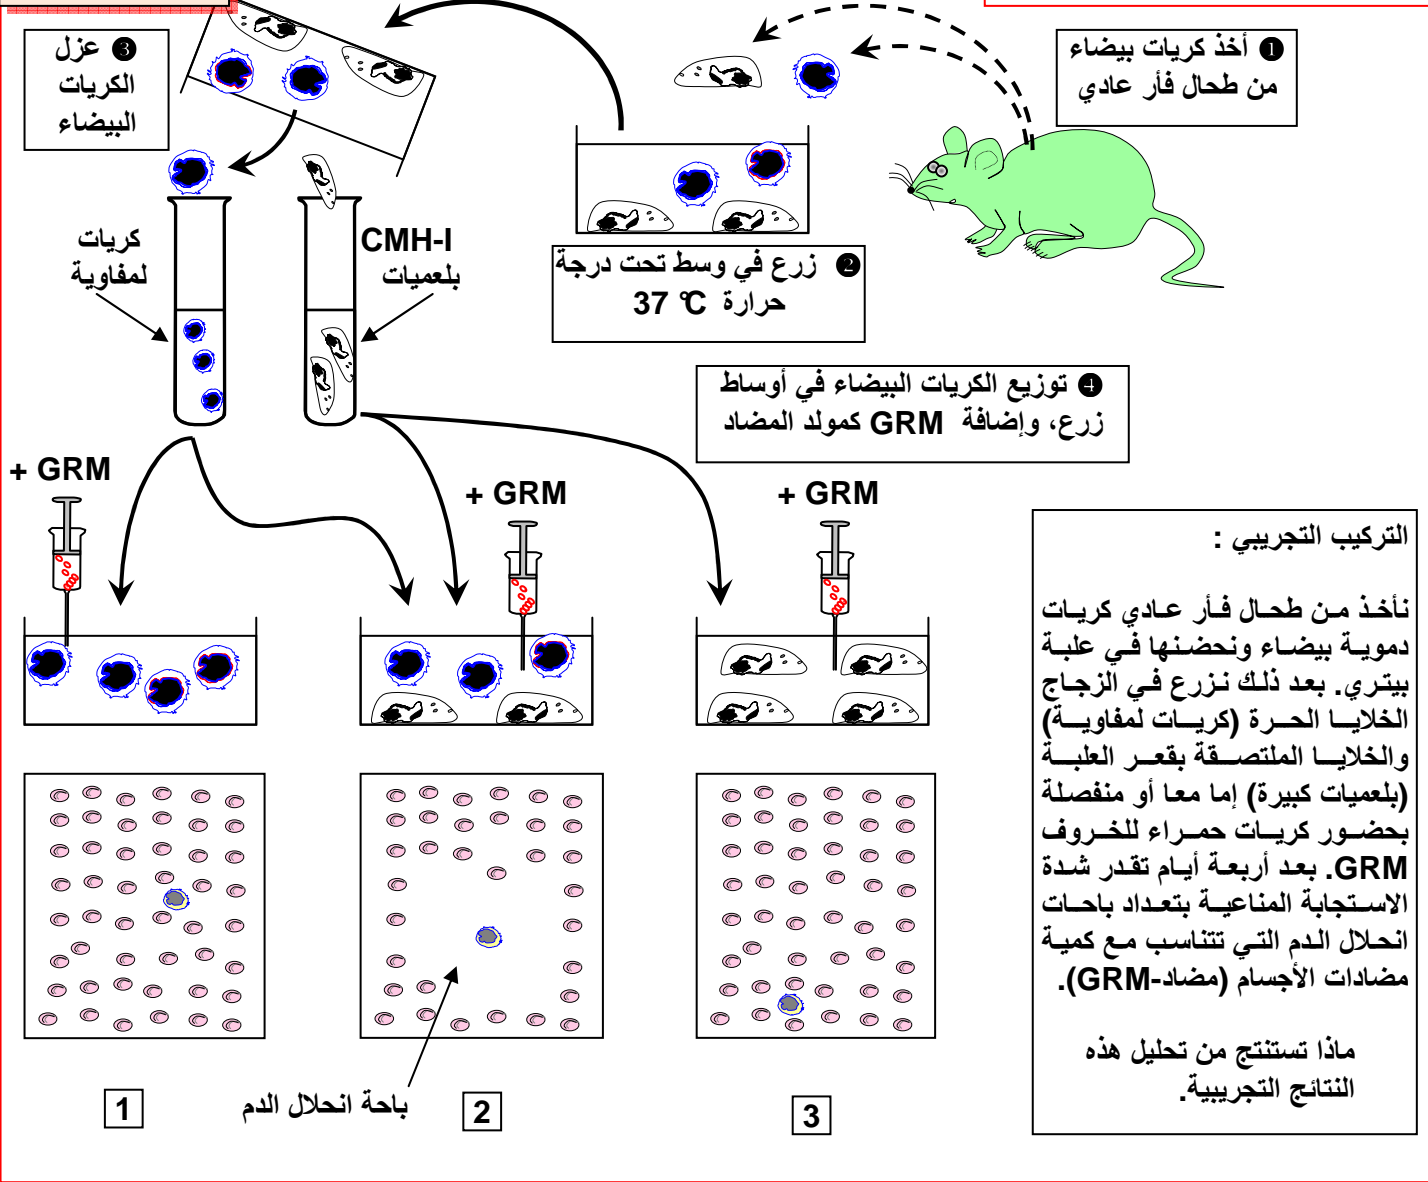 ❶ أخذ كريات بيضاء
من طحال فأر عادي
❸ عزل
الكريات
البيضاء
❷ زرع في وسط تحت درجة
حرارة 37 °C
كريات
لمفاوية
CMH-I
بلعميات
❹ توزيع الكريات البيضاء في أوساط
زرع، وإضافة GRM كمولد المضاد
+ GRM
+ GRM
+ GRM
التركيب التجريبي :
نأخذ من طحال فأر عادي كريات
دموية بيضاء ونحضنها في علبة
بيتري. بعد ذلك نزرع في الزجاج
الخلايا الحرة (كريات لمفاوية)
والخلايا الملتصقة بقعر العلبة
(بلعميات كبيرة) إما معا أو منفصلة
بحضور كريات حمراء للخروف
GRM. بعد أربعة أيام تقدر شدة
الاستجابة المناعية بتعداد باحات
انحلال الدم التي تتناسب مع كمية
مضادات الأجسام (مضاد-GRM).
ماذا تستنتج من تحليل هذه
النتائج التجريبية.
باحة انحلال الدم
1
2
3